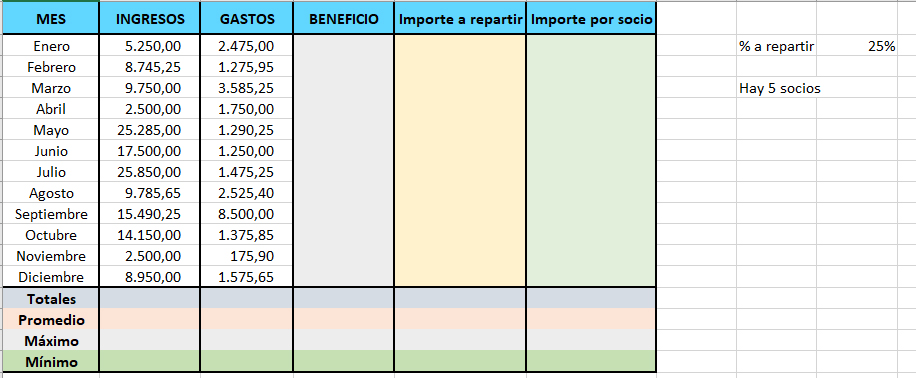 MES INGRESOS GASTOS BENEFICIO Importe a repartir Importe por socio
Enero 5.250,00 2.475,00 % a repartir 25%
Febrero 8.745,25 1.275,95
Marzo 9.750,00 3.585,25 Hay 5 socios
Abril 2.500,00 1.750,00
Mayo 25.285,00 1.290,25
Junio 17.500,00 1.250,00
Julio 25.850,00 1.475,25
Agosto 9.785,65 2.525,40
Septiembre 15.490,25 8.500,00
Octubre 14.150,00 1.375,85
Noviembre 2.500,00 175,90
Diciembre 8.950,00 1.575,65
Totales
Promedio
Máximo
Mínimo